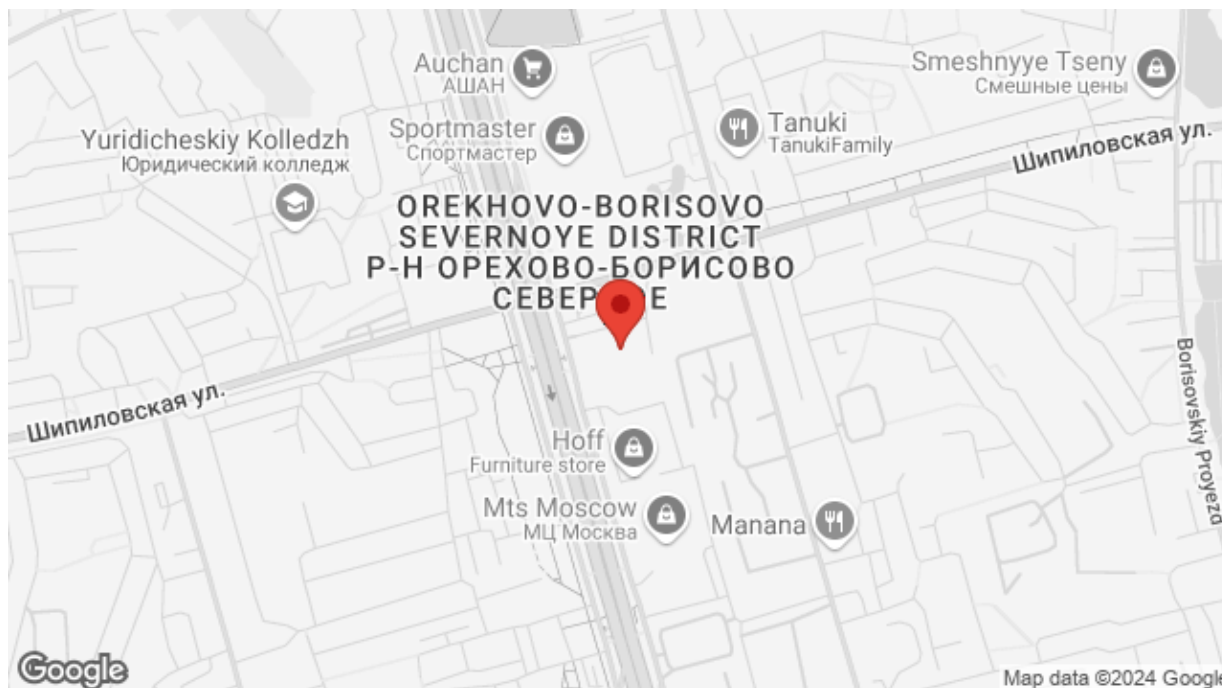 Auchan
АШАН
Smeshnyye Tseny
Смешные цены
Sportmaster
Спортмастер
Tanuki
TanukiFamily
Yuridicheskiy Kolledzh
Юридический колледж
Шипиловская ул.
OREKHOVO-BORISOVO
SEVERNOYE DISTRICT
Р-Н ОРЕХОВО-БОРИСОВО
Шипиловская ул.
Borisovskiy Proyezd
Hoff
Furniture store
Mts Moscow
МЦ Москва
Manana
Google
Map data ©2024 Google